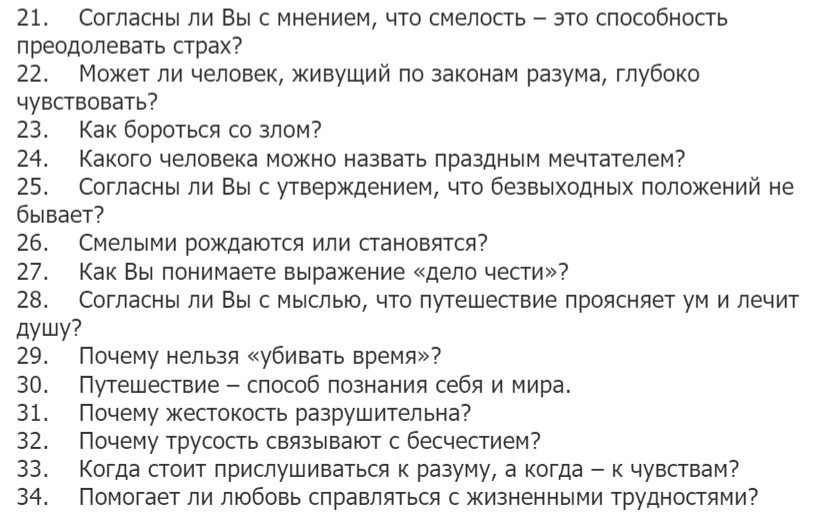 21. Согласны ли Вы с мнением, что смелость – это способность
преодолевать страх?
22. Может ли человек, живущий по законам разума, глубоко
чувствовать?
23. Как бороться со злом?
24. Какого человека можно назвать праздным мечтателем?
25. Согласны ли Вы с утверждением, что безвыходных положений не
бывает?
26. Смелыми рождаются или становятся?
27. Как Вы понимаете выражение «дело чести»?
28. Согласны ли Вы с мыслью, что путешествие проясняет ум и лечит
душу?
29. Почему нельзя «убивать время»?
30. Путешествие – способ познания себя и мира.
31. Почему жестокость разрушительна?
32. Почему трусость связывают с бесчестием?
33. Когда стоит прислушиваться к разуму, а когда – к чувствам?
34. Помогает ли любовь справляться с жизненными трудностями?